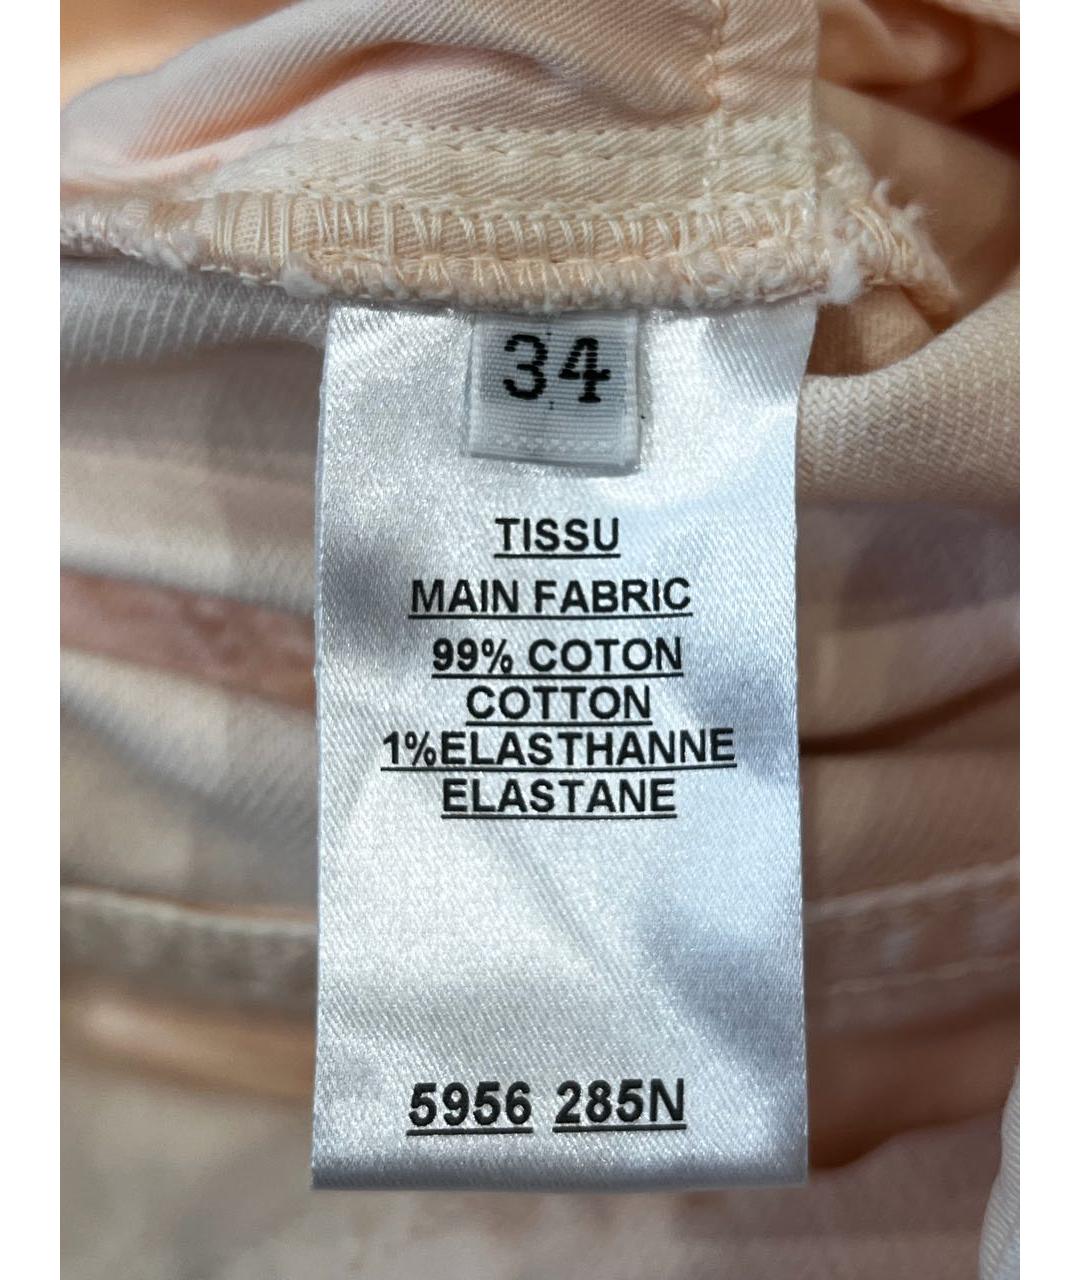 34
TISSU
MAIN FABRIC
99% COTON
COTTON
1%ELASTHANNE
ELASTANE
5956 285N